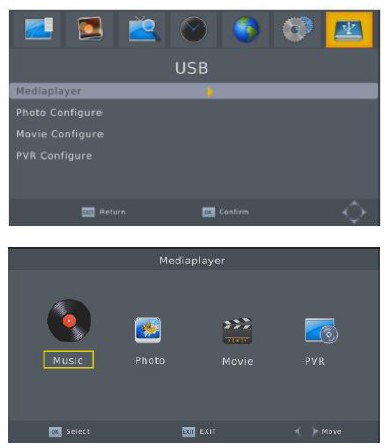 USB
Mediaplayer
Photo Configure
Movie Configure
PVR Configure
EXIT Return
OK Confirm
Mediaplayer
Music
Photo
Movie
PVR
OK Select
EXIT EXIT
Move